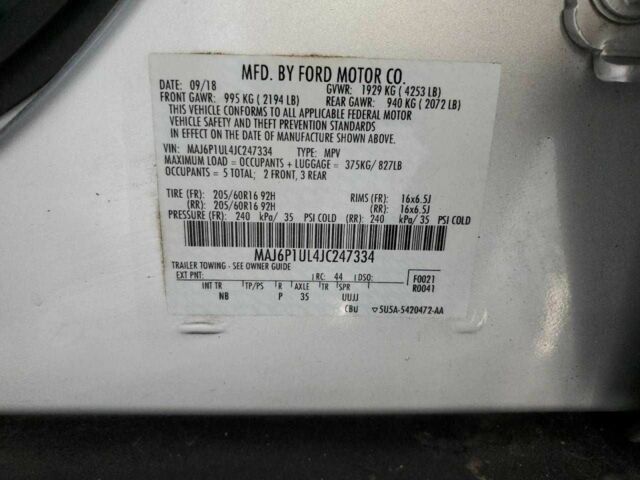 MFD. BY FORD MOTOR CO.
DATE: 09/18 GVWR: 1929 KG ( 4253 LB)
FRONT GAWR: 995 KG ( 2194 LB) REAR GAWR: 940 KG ( 2072 LB)
THIS VEHICLE CONFORMS TO ALL APPLICABLE FEDERAL MOTOR
VEHICLE SAFETY AND THEFT PREVENTION STANDARDS
IN EFFECT ON THE DATE OF MANUFACTURE SHOWN ABOVE.
VIN: MAJ6P1UL4JC247334 TYPE: MPV
MAXIMUM LOAD = OCCUPANTS + LUGGAGE = 375KG/ 827LB
OCCUPANTS = 5 TOTAL; 2 FRONT, 3 REAR
TIRE (FR): 205/60R16 92H RIMS (FR): 16x6.5J
(RR): 205/60R16 92H (RR): 16x6.5J
PRESSURE (FR): 240 kPa/ 35 PSI COLD (RR): 240 kPa/ 35 PSI COLD
MAJ6P1UL4JC247334
TRAILER TOWING - SEE OWNER GUIDE
EXT PNT: RC: 44 DSO: F0021
R0041
INT TR TP/PS R AXLE TR SPR
NB P 35 UUJJ
CBU 5U5A-5420472-AA